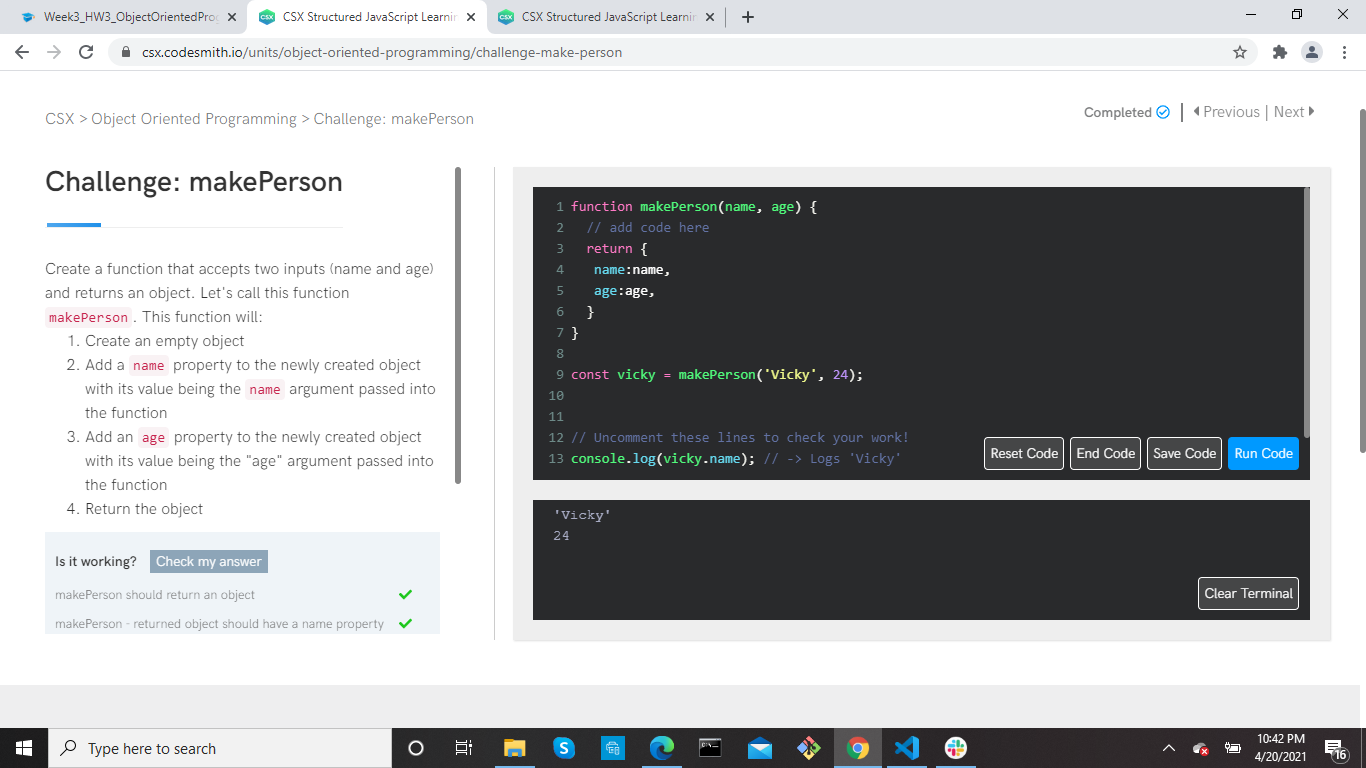 Week3_HW3_ObjectOrientedProg
CSX Structured JavaScript Learnin
CSX Structured JavaScript Learnin
csx.codesmith.io/units/object-oriented-programming/challenge-make-person
CSX > Object Oriented Programming > Challenge: makePerson
Completed | Previous | Next
Challenge: makePerson
Create a function that accepts two inputs (name and age)
and returns an object. Let's call this function
makePerson. This function will:
1. Create an empty object
2. Add a name property to the newly created object
with its value being the name argument passed into
the function
3. Add an age property to the newly created object
with its value being the "age" argument passed into
the function
4. Return the object
Is it working? Check my answer
makePerson should return an object
makePerson - returned object should have a name property
1 function makePerson(name, age) {
2 // add code here
3 return {
4 name:name,
5 age:age,
6 }
7 }
8
9 const vicky = makePerson('Vicky', 24);
10
11
12 // Uncomment these lines to check your work!
13 console.log(vicky.name); // -> Logs 'Vicky'
Reset Code End Code Save Code Run Code
'Vicky'
24
Clear Terminal
Type here to search
10:42 PM
4/20/2021
16